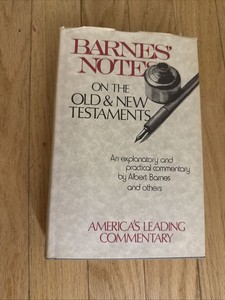 BARNES'
NOTES
ON THE
OLD & NEW
TESTAMENTS
An explanatory and
practical commentary
by Albert Barnes
and others
AMERICA'S LEADING
COMMENTARY